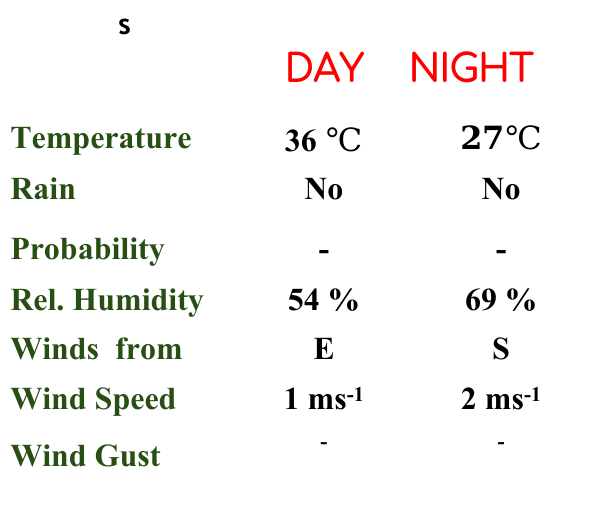 s
DAY NIGHT
Temperature 36 °C 27°C
Rain No No
Probability - -
Rel. Humidity 54 % 69 %
Winds from E S
Wind Speed 1 ms-1 2 ms-1
Wind Gust - -